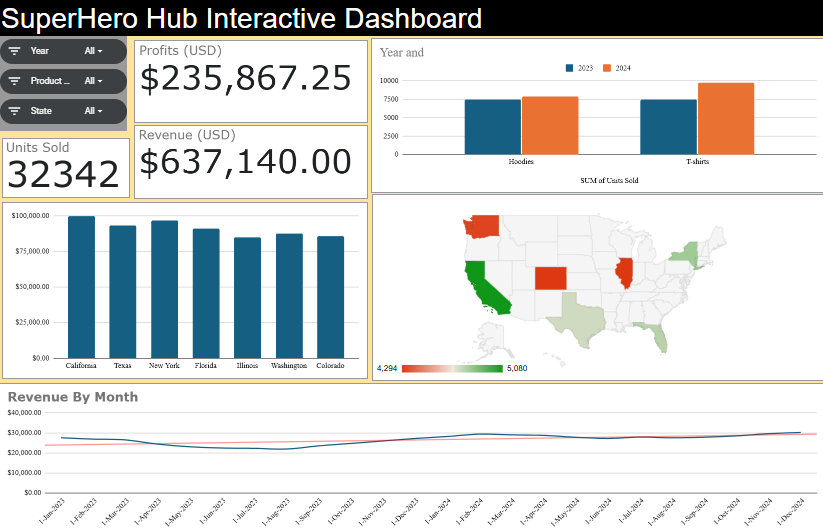 SuperHero Hub Interactive Dashboard
Year All
Product ... All
State All
Units Sold
32342
Profits (USD)
$235,867.25
Revenue (USD)
$637,140.00
Year and
2023 2024
10000
7500
5000
2500
0
Hoodies T-shirts
SUM of Units Sold
$100,000.00
$75,000.00
$50,000.00
$25,000.00
$0.00
California Texas New York Florida Illinois Washington Colorado
4,294 5,080
Revenue By Month
$40,000.00
$30,000.00
$20,000.00
$10,000.00
$0.00
1-Jan-2023 1-Feb-2023 1-Mar-2023 1-Apr-2023 1-May-2023 1-Jun-2023 1-Jul-2023 1-Aug-2023 1-Sep-2023 1-Oct-2023 1-Nov-2023 1-Dec-2023 1-Jan-2024 1-Feb-2024 1-Mar-2024 1-Apr-2024 1-May-2024 1-Jun-2024 1-Jul-2024 1-Aug-2024 1-Sep-2024 1-Oct-2024 1-Nov-2024 1-Dec-2024